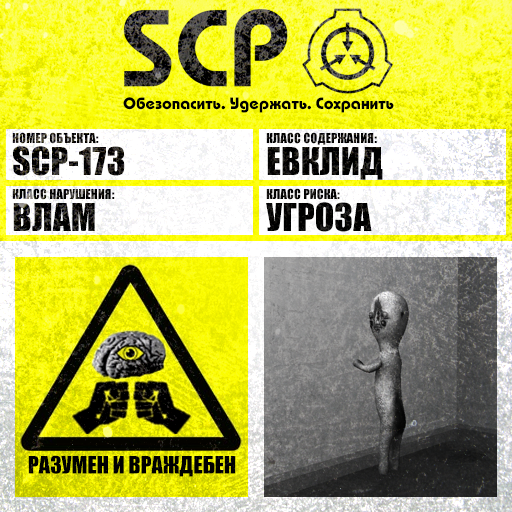 SCP
Обезопасить. Удержать. Сохранить
НОМЕР ОБЪЕКТА:
SCP-173
КЛАСС СОДЕРЖАНИЯ:
ЕВКЛИД
КЛАСС НАРУШЕНИЯ:
ВЛАМ
КЛАСС РИСКА:
УГРОЗА
РАЗУМЕН И ВРАЖДЕБЕН